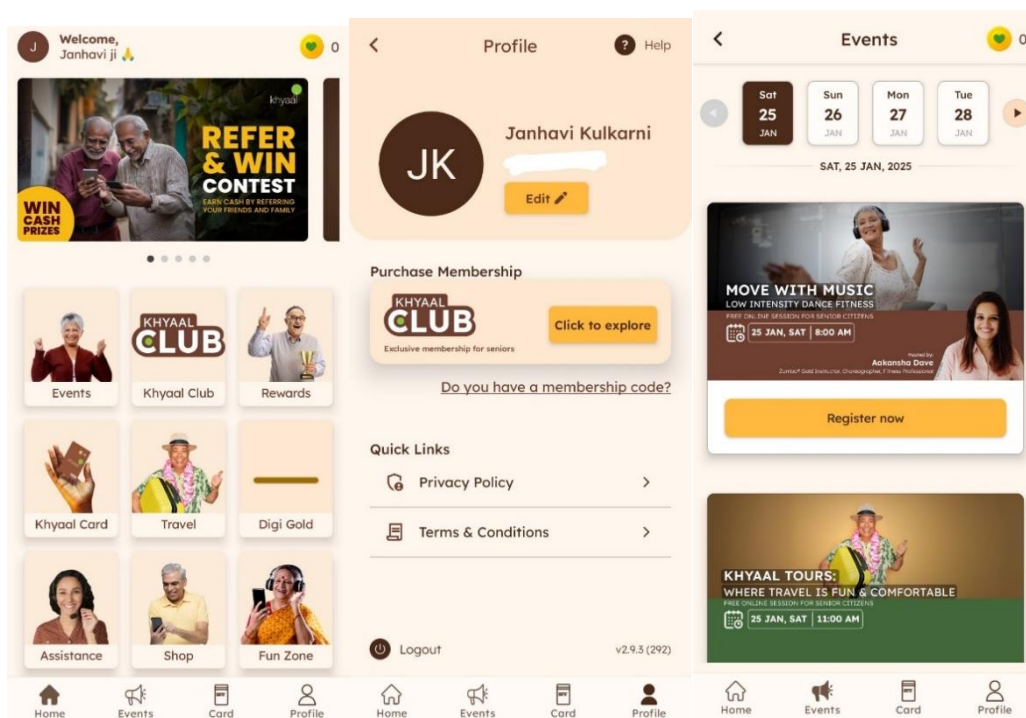 J
Welcome,
Janhavi ji 🙏
0
khyaal
REFER
& WIN
CONTEST
EARN CASH BY REFERRING
YOUR FRIENDS AND FAMILY
WIN
CASH
PRIZES
Events
KHYAAL
CLUB
Khyaal Club
Rewards
Khyaal Card
Travel
Digi Gold
Assistance
Shop
Fun Zone
Home
Events
Card
Profile
Profile
? Help
JK
Janhavi Kulkarni
Edit
Purchase Membership
KHYAAL
CLUB
Exclusive membership for seniors
Click to explore
Do you have a membership code?
Quick Links
Privacy Policy
Terms & Conditions
Logout
v2.9.3 (292)
Home
Events
Card
Profile
Events
0
Sat
25
JAN
Sun
26
JAN
Mon
27
JAN
Tue
28
JAN
SAT, 25 JAN, 2025
MOVE WITH MUSIC
LOW INTENSITY DANCE FITNESS
FREE ONLINE SESSION FOR SENIOR CITIZENS
25 JAN, SAT | 8:00 AM
Hosted by:
Aakansha Dave
Zumba® Gold Instructor, Choreographer, Fitness Professional
Register now
KHYAAL TOURS:
WHERE TRAVEL IS FUN & COMFORTABLE
FREE ONLINE SESSION FOR SENIOR CITIZENS
25 JAN, SAT | 11:00 AM
Home
Events
Card
Profile